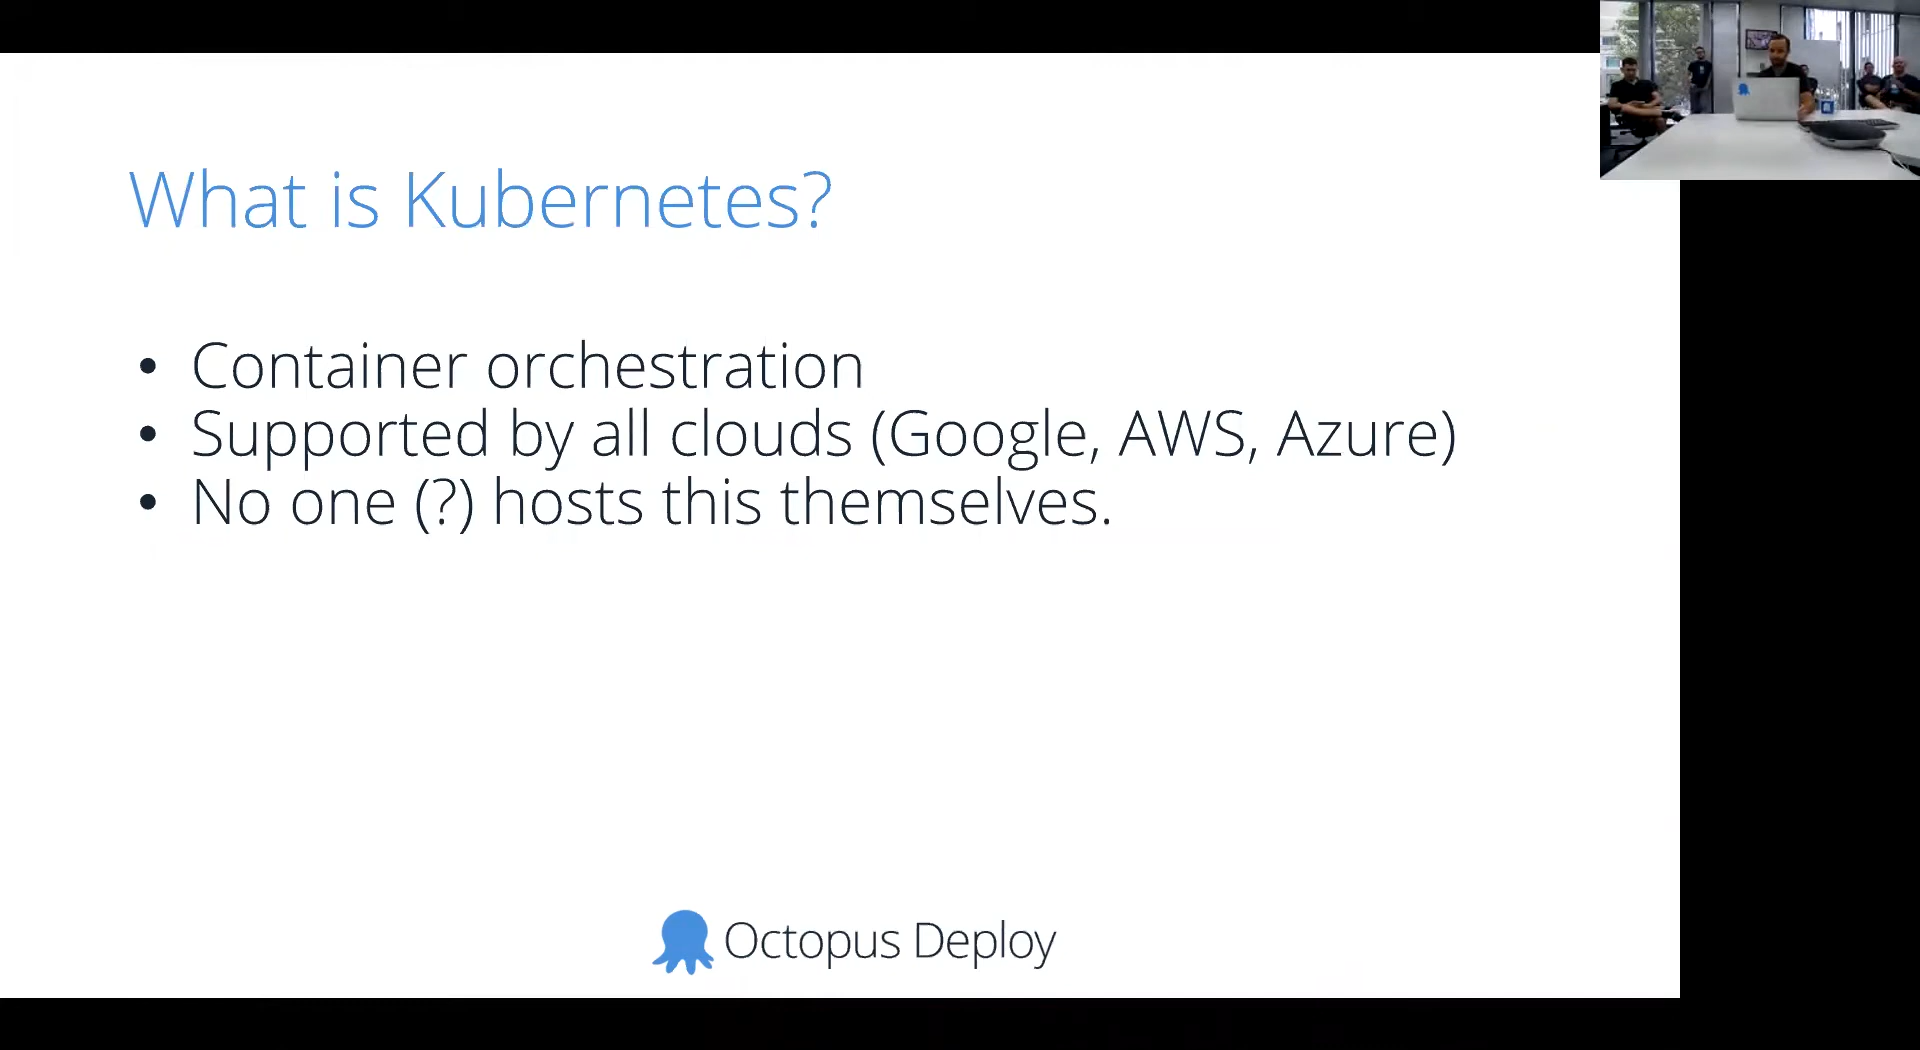 What is Kubernetes?
• Container orchestration
• Supported by all clouds (Google, AWS, Azure)
• No one (?) hosts this themselves.
Octopus Deploy